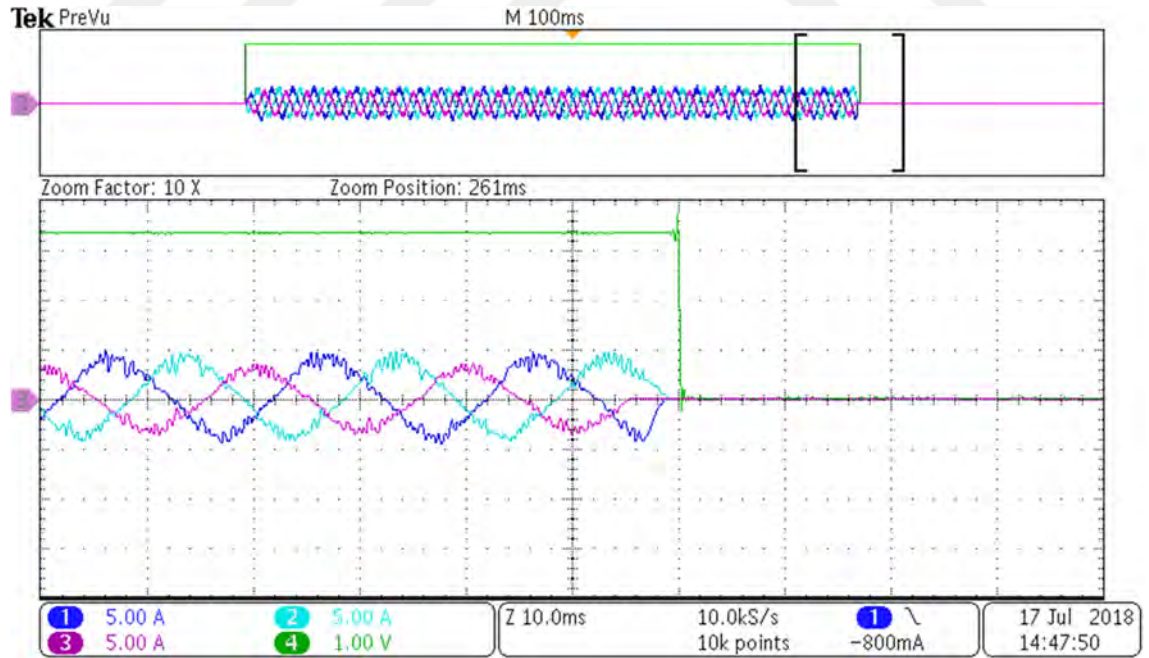 Tek PreVu M 100ms
Zoom Factor: 10 X Zoom Position: 261ms
1 5.00 A 2 5.00 A Z 10.0ms 10.0kS/s 1 \ 17 Jul 2018
3 5.00 A 4 1.00 V 10k points -800mA 14:47:50